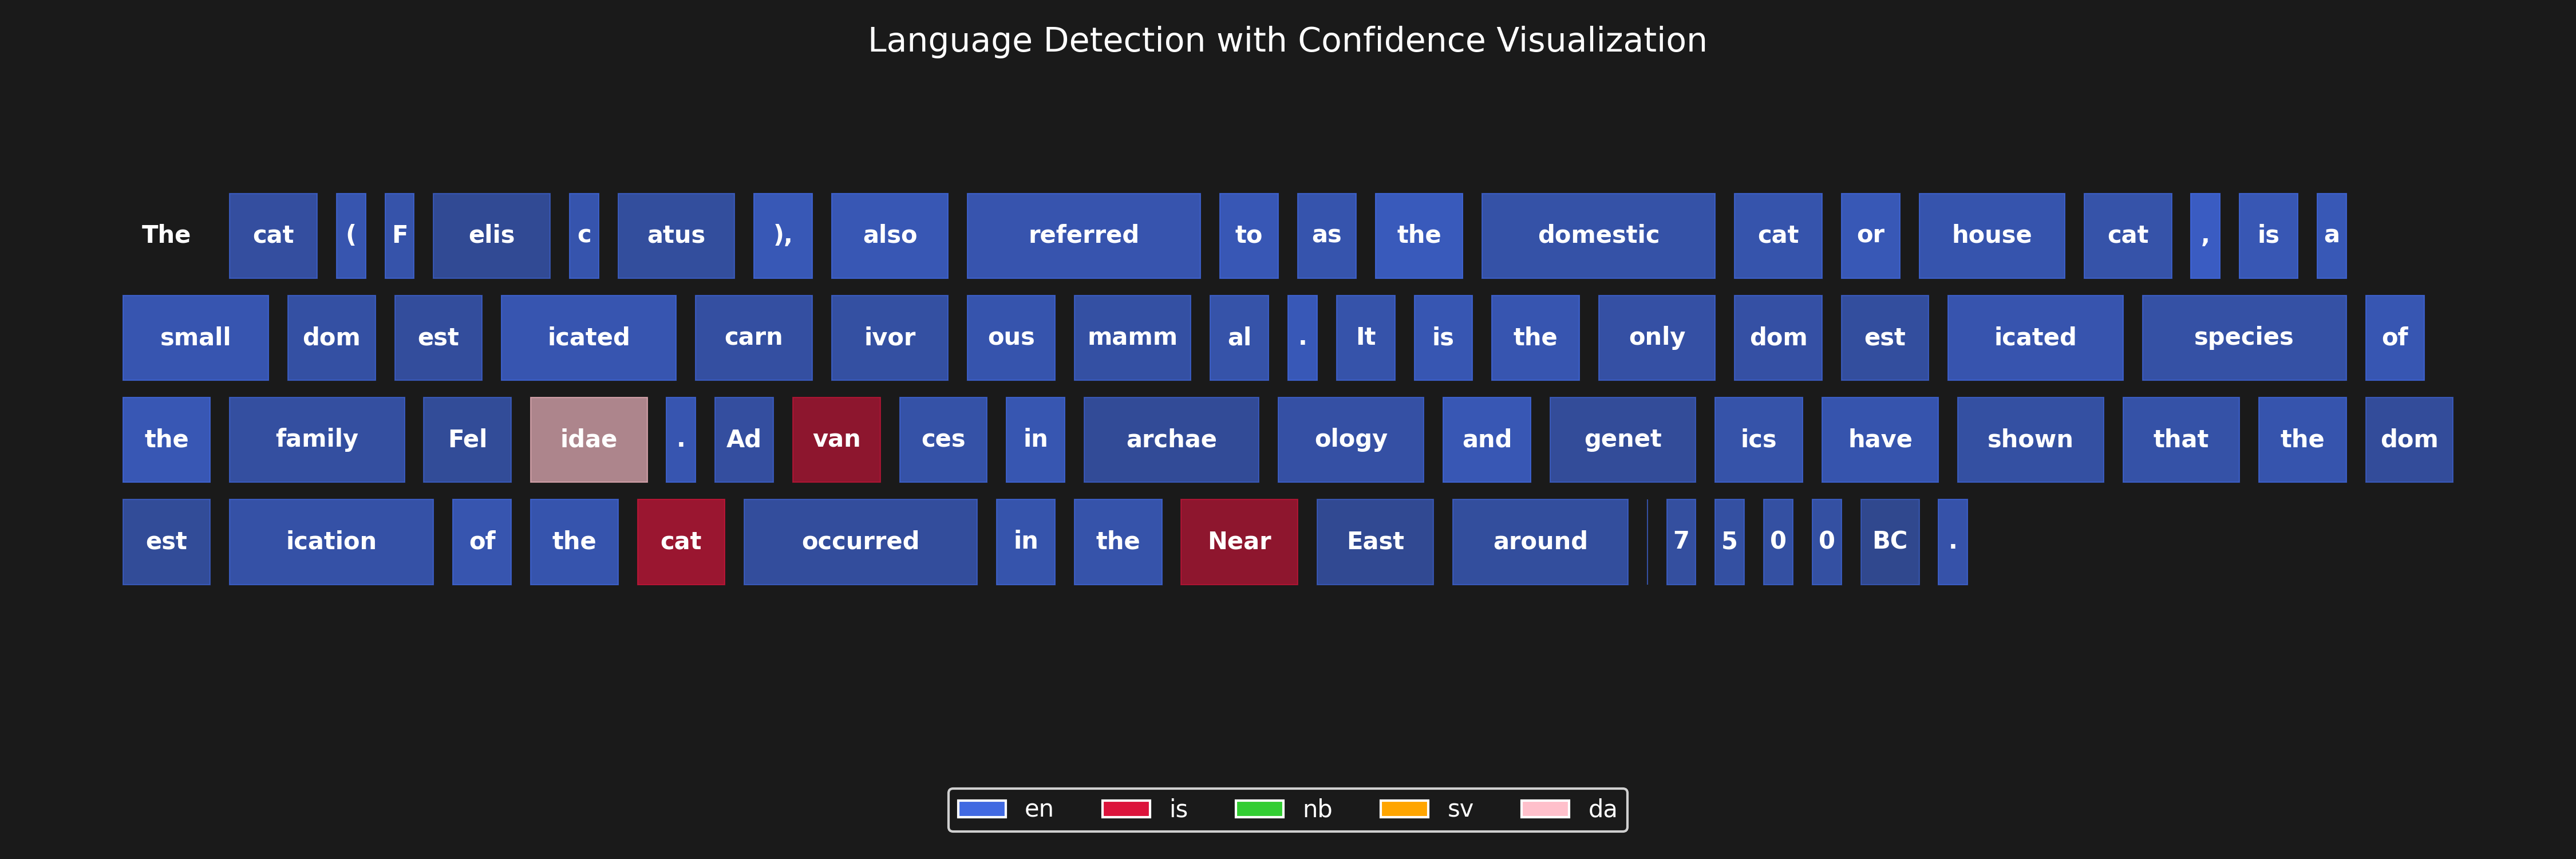 Language Detection with Confidence Visualization
The cat ( F elis c atus ), also referred to as the domestic cat or house cat , is a
small dom est icated carn ivor ous mamm al . It is the only dom est icated species of
the family Fel idae . Ad van ces in archae ology and genet ics have shown that the dom
est ication of the cat occurred in the Near East around 7 5 0 0 BC .
en is nb sv da